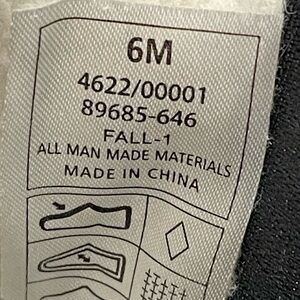 6M
4622/00001
89685-646
FALL-1
ALL MAN MADE MATERIALS
MADE IN CHINA